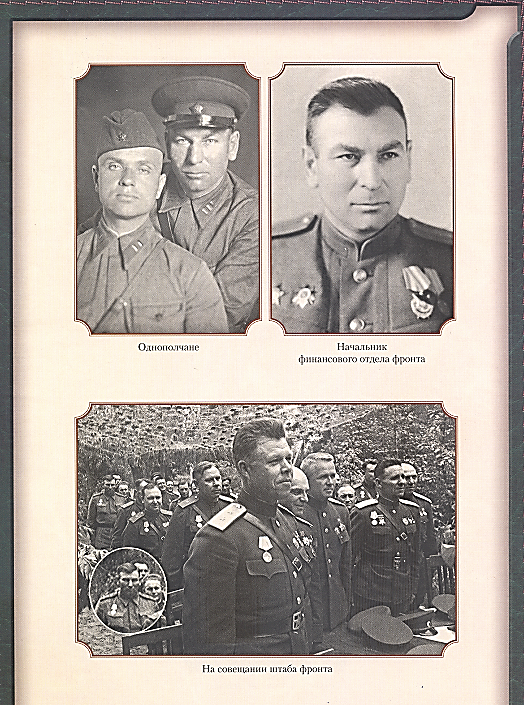 Однополчане
Начальник
финансового отдела фронта
На совещании штаба фронта